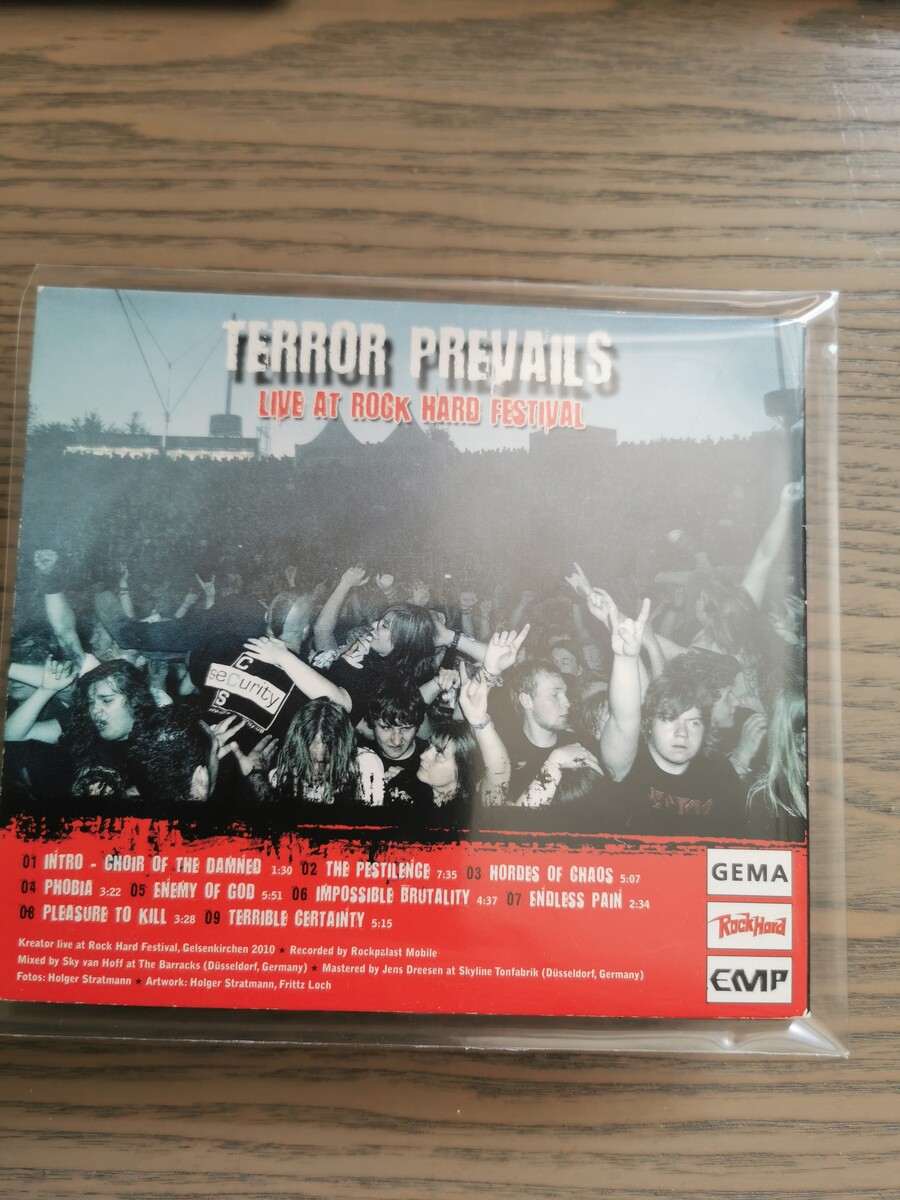 TERROR PREVAILS
LIVE AT ROCK HARD FESTIVAL
C
seCurity
S
01 INTRO - CHOIR OF THE DAMNED 1:30 02 THE PESTILENCE 7:35 03 HORDES OF CHAOS 5:07
04 PHOBIA 3:22 05 ENEMY OF GOD 5:51 06 IMPOSSIBLE BRUTALITY 4:37 07 ENDLESS PAIN 2:34
08 PLEASURE TO KILL 3:28 09 TERRIBLE CERTAINTY 5:15
Kreator live at Rock Hard Festival, Gelsenkirchen 2010 ★ Recorded by Rockpalast Mobile
Mixed by Sky van Hoff at The Barracks (Düsseldorf, Germany) ★ Mastered by Jens Dreesen at Skyline Tonfabrik (Düsseldorf, Germany)
Fotos: Holger Stratmann ★ Artwork: Holger Stratmann, Frittz Loch
GEMA
RockHard
EMP